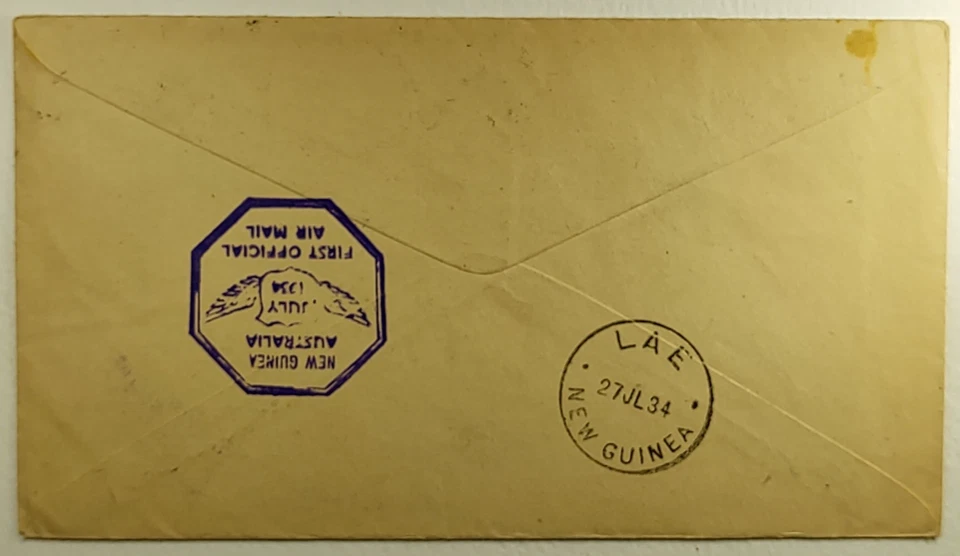 NEW GUINEA
AUSTRALIA
JULY
1934
FIRST OFFICIAL
AIR MAIL
LAE
27JL34
NEW GUINEA